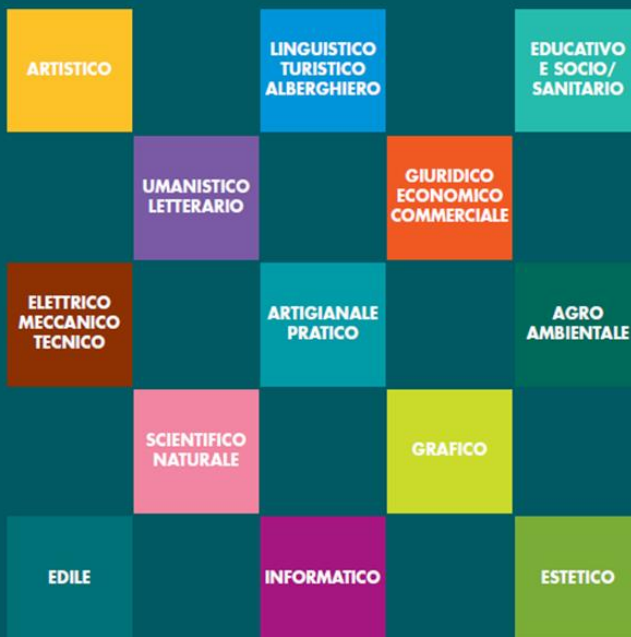 ARTISTICO
LINGUISTICO
TURISTICO
ALBERGHIERO
EDUCATIVO
E SOCIO/
SANITARIO
UMANISTICO
LETTERARIO
GIURIDICO
ECONOMICO
COMMERCIALE
ELETTRICO
MECCANICO
TECNICO
ARTIGIANALE
PRATICO
AGRO
AMBIENTALE
SCIENTIFICO
NATURALE
GRAFICO
EDILE
INFORMATICO
ESTETICO